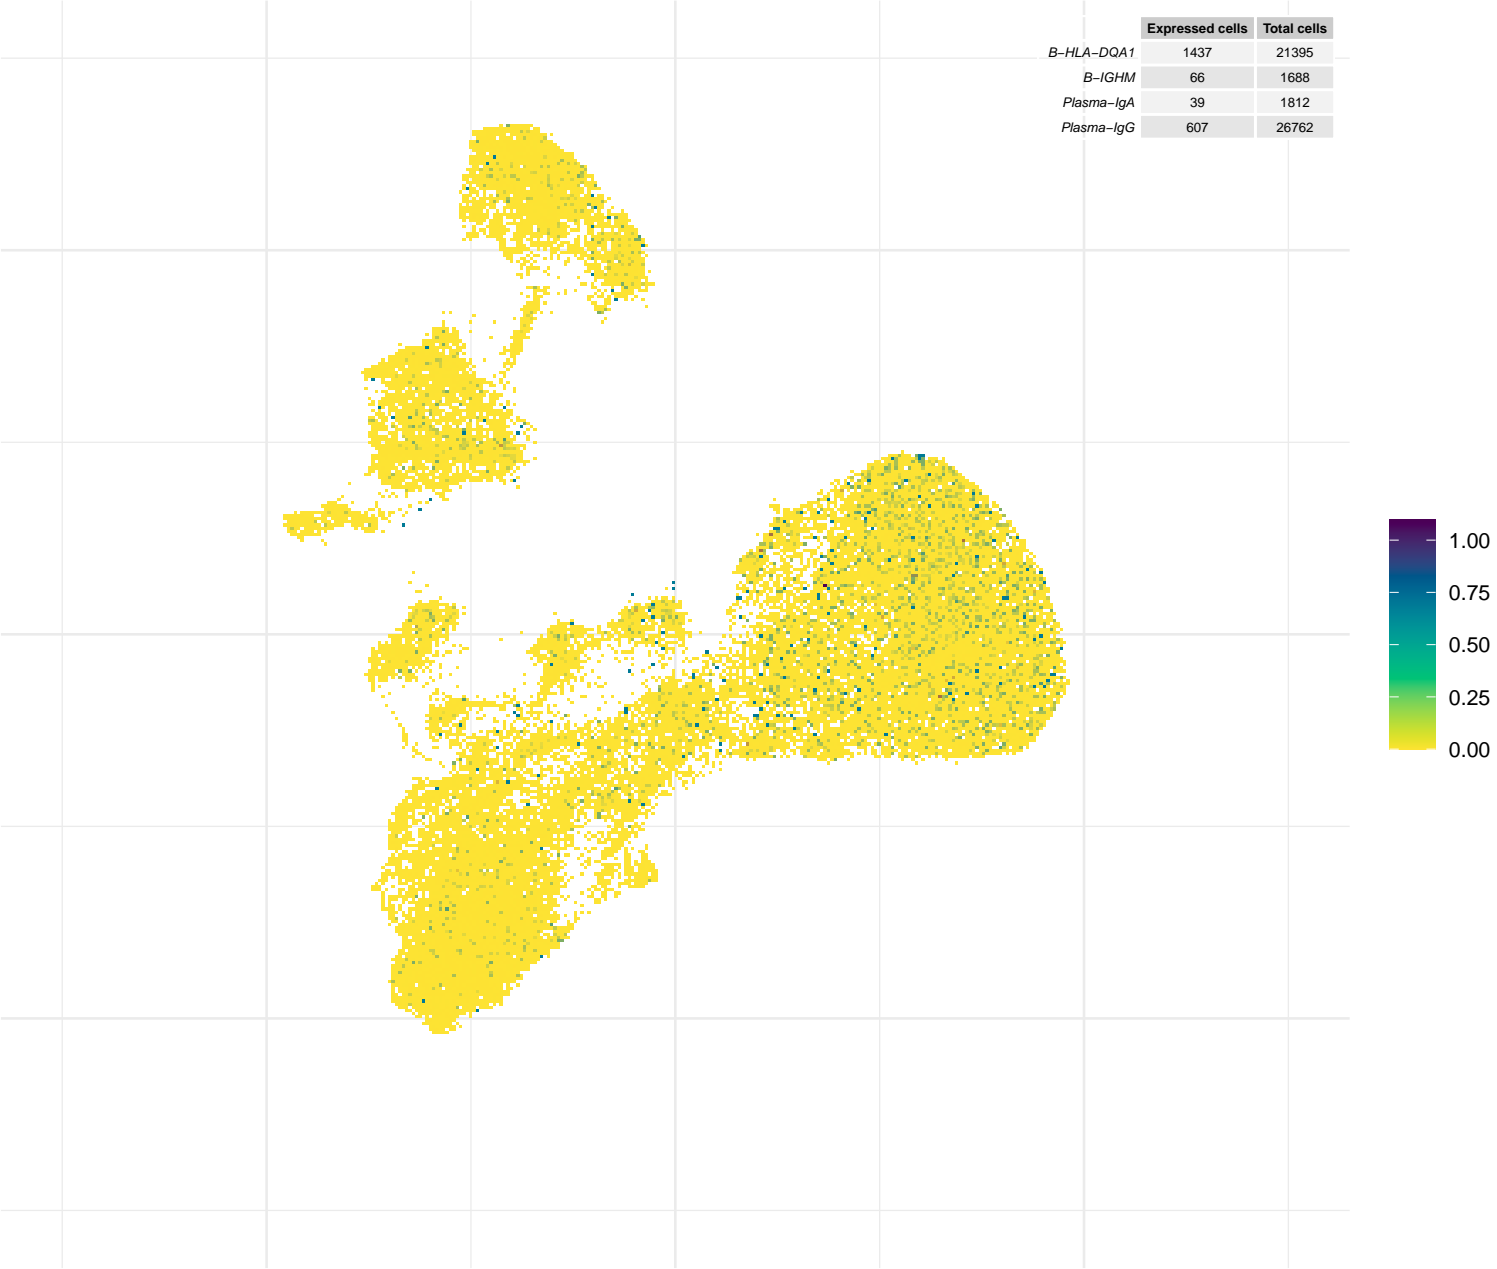 Expressed cells Total cells
B−HLA−DQA1 1437 21395
B−IGHM 66 1688
Plasma−IgA 39 1812
Plasma−IgG 607 26762
1.00
0.75
0.50
0.25
0.00